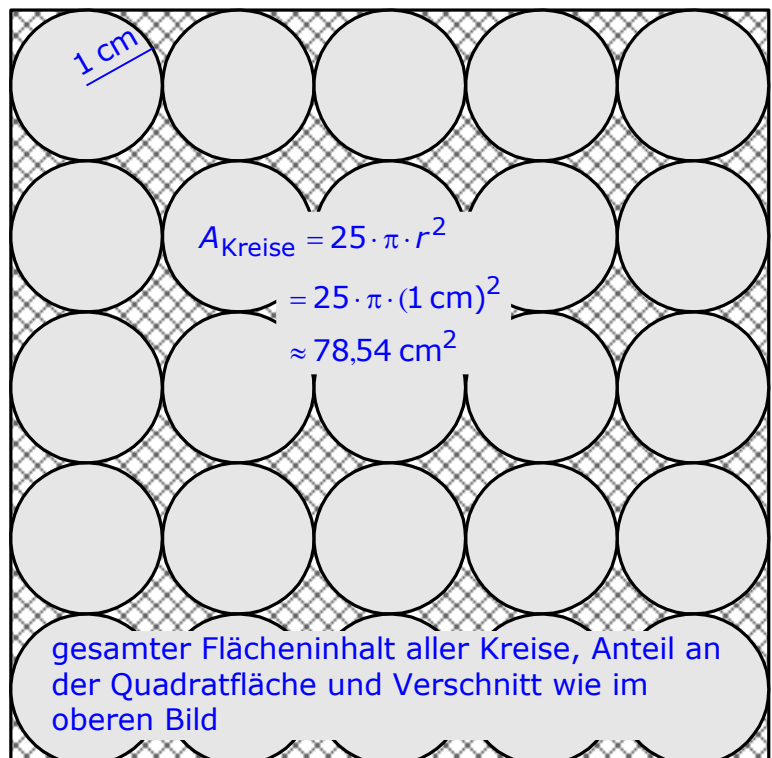 1 cm
A_Kreise = 25 · π · r²
= 25 · π · (1 cm)²
≈ 78,54 cm²
gesamter Flächeninhalt aller Kreise, Anteil an
der Quadratfläche und Verschnitt wie im
oberen Bild